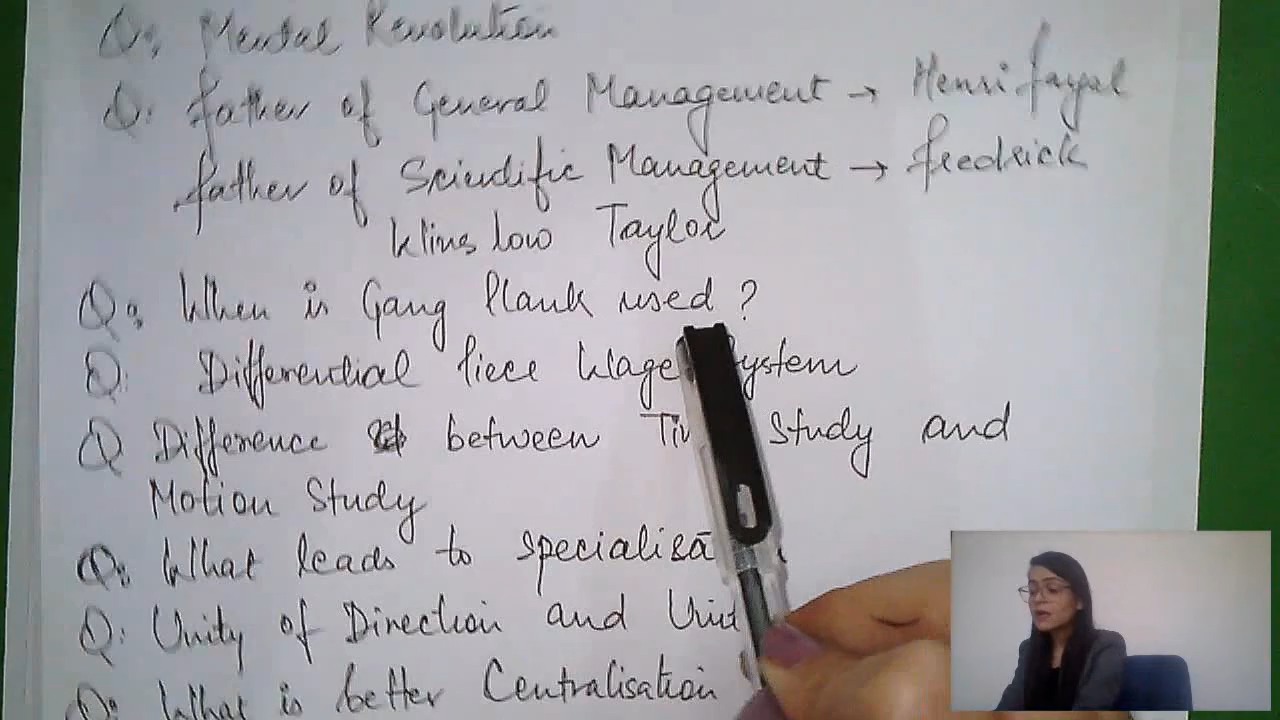 Q: Mental Revolution
Q: Father of General Management → Henri Fayol
Father of Scientific Management → Fredrick
Winslow Taylor
Q: When is Gang Plank used?
Q: Differential Piece Wage System
Q Difference between Study and
Motion Study
Q: What leads to specialisa
Q: Unity of Direction and Unit
Q: What is better Centralisation